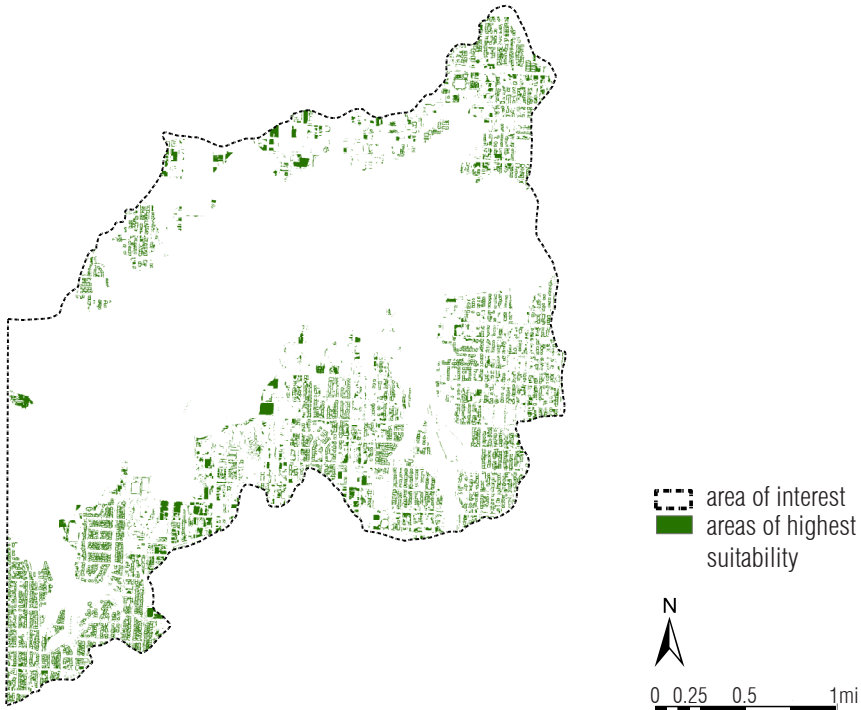 area of interest
areas of highest
suitability
N
0 0.25 0.5 1mi